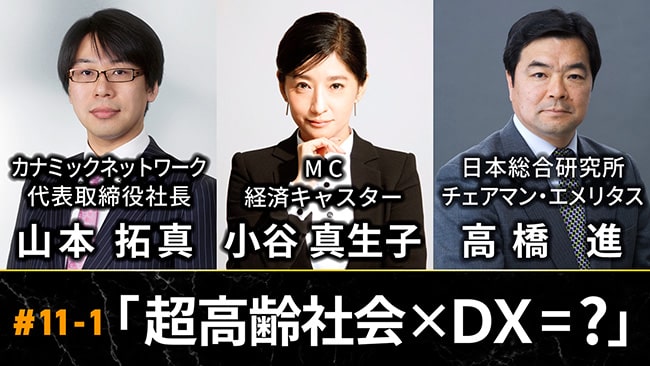 カナミックネットワーク
代表取締役社長
山本 拓真
MC
経済キャスター
小谷 真生子
日本総合研究所
チェアマン・エメリタス
高橋 進
#11-1「超高齢社会×DX=?」